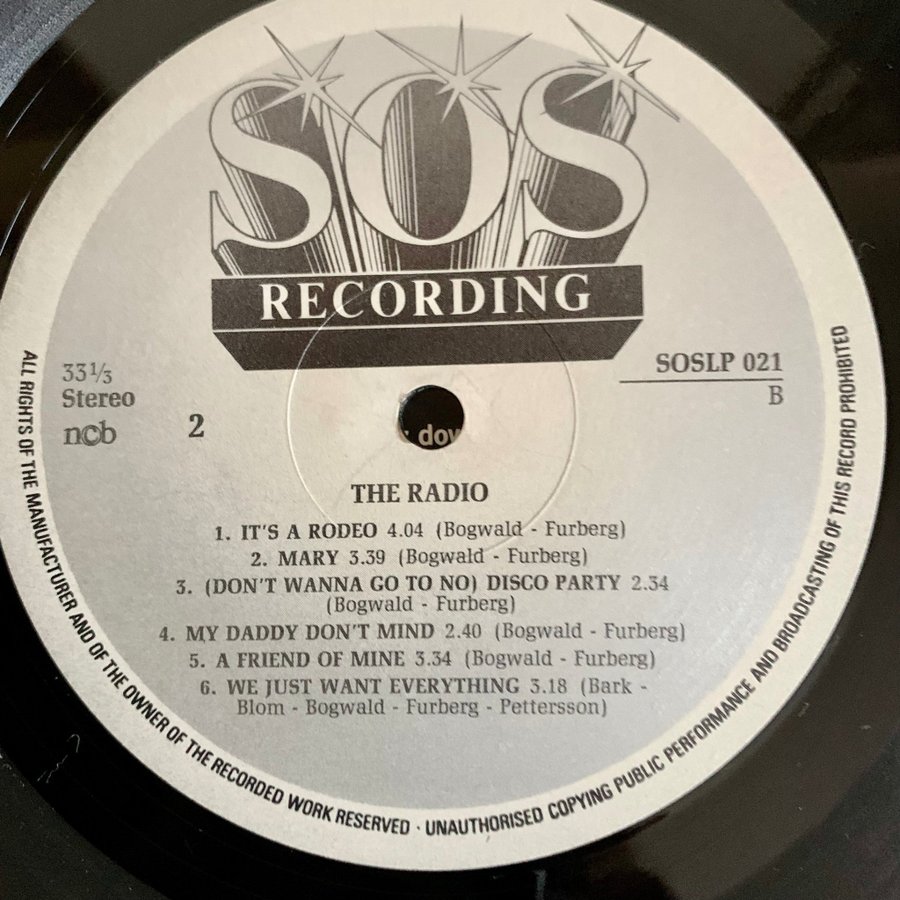 SOS
RECORDING
33⅓
Stereo
ncb
2
SOSLP 021
B
dow
THE RADIO
1. IT'S A RODEO 4.04 (Bogwald - Furberg)
2. MARY 3.39 (Bogwald - Furberg)
3. (DON'T WANNA GO TO NO) DISCO PARTY 2.34
(Bogwald - Furberg)
4. MY DADDY DON'T MIND 2.40 (Bogwald - Furberg)
5. A FRIEND OF MINE 3.34 (Bogwald - Furberg)
6. WE JUST WANT EVERYTHING 3.18 (Bark -
Blom - Bogwald - Furberg - Pettersson)
ALL RIGHTS OF THE MANUFACTURER AND OF THE OWNER OF THE RECORDED WORK RESERVED · UNAUTHORISED COPYING PUBLIC PERFORMANCE AND BROADCASTING OF THIS RECORD PROHIBITED